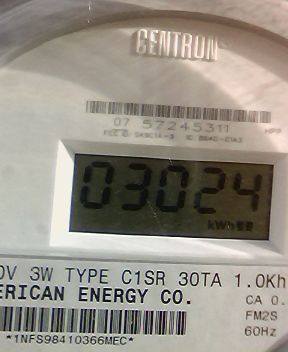 CENTRON
07 57245311
03024
kWh
0V 3W TYPE C1SR 30TA 1.0Kh
ERICAN ENERGY CO.
CA 0.
FM2S
60Hz
*1NFS98410366MEC*